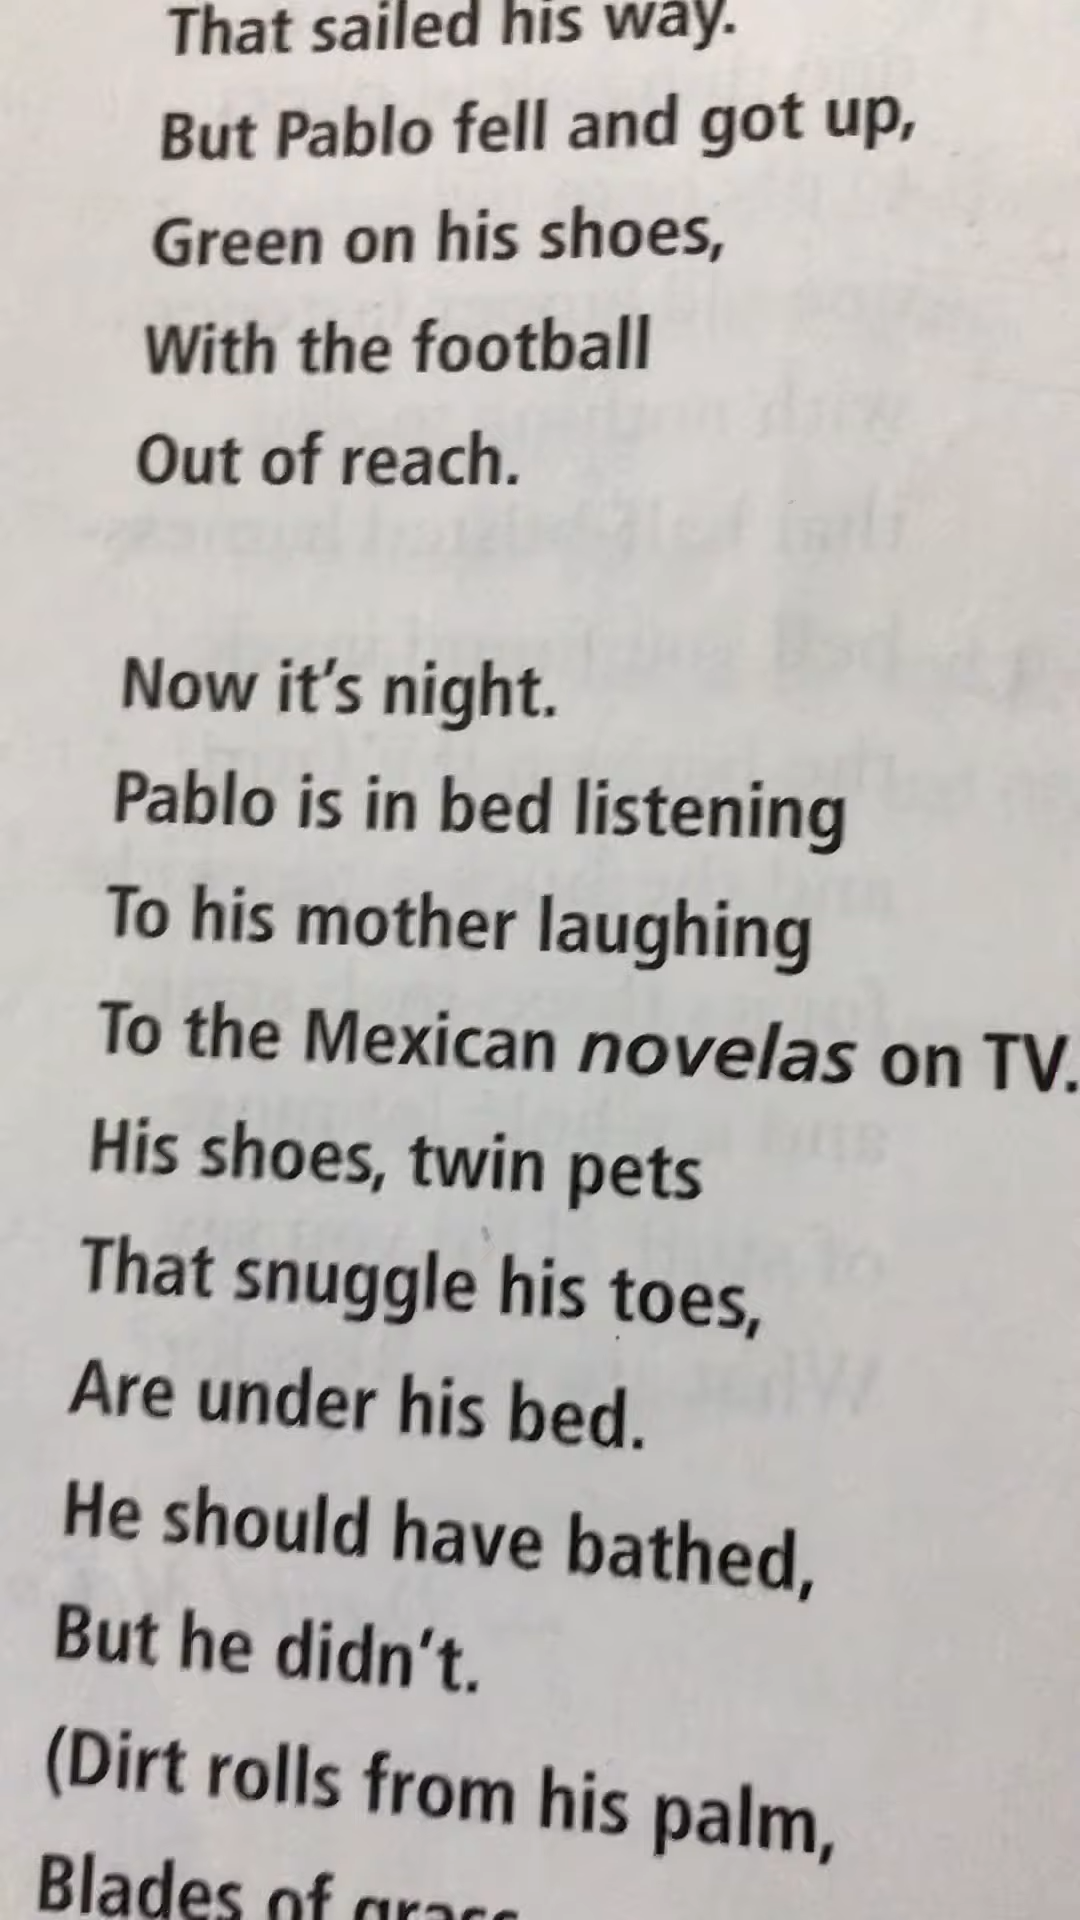 That sailed his way.
But Pablo fell and got up,
Green on his shoes,
With the football
Out of reach.
Now it's night.
Pablo is in bed listening
To his mother laughing
To the Mexican novelas on TV.
His shoes, twin pets
That snuggle his toes,
Are under his bed.
He should have bathed,
But he didn't.
(Dirt rolls from his palm,
Blades of grass